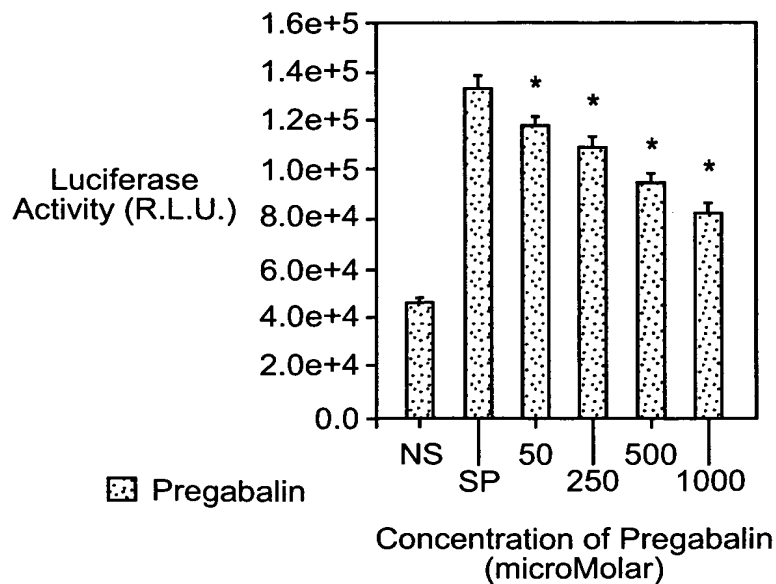 1.6e+5
1.4e+5
1.2e+5
1.0e+5
8.0e+4
6.0e+4
4.0e+4
2.0e+4
0.0
Luciferase
Activity (R.L.U.)
*
*
*
*
NS
SP
50
250
500
1000
Pregabalin
Concentration of Pregabalin
(microMolar)